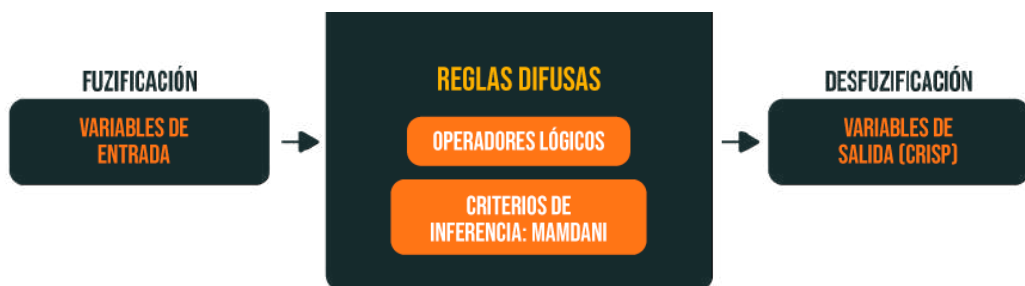 FUZIFICACIÓN
VARIABLES DE
ENTRADA
REGLAS DIFUSAS
OPERADORES LÓGICOS
CRITERIOS DE
INFERENCIA: MAMDANI
DESFUZIFICACIÓN
VARIABLES DE
SALIDA (CRISP)